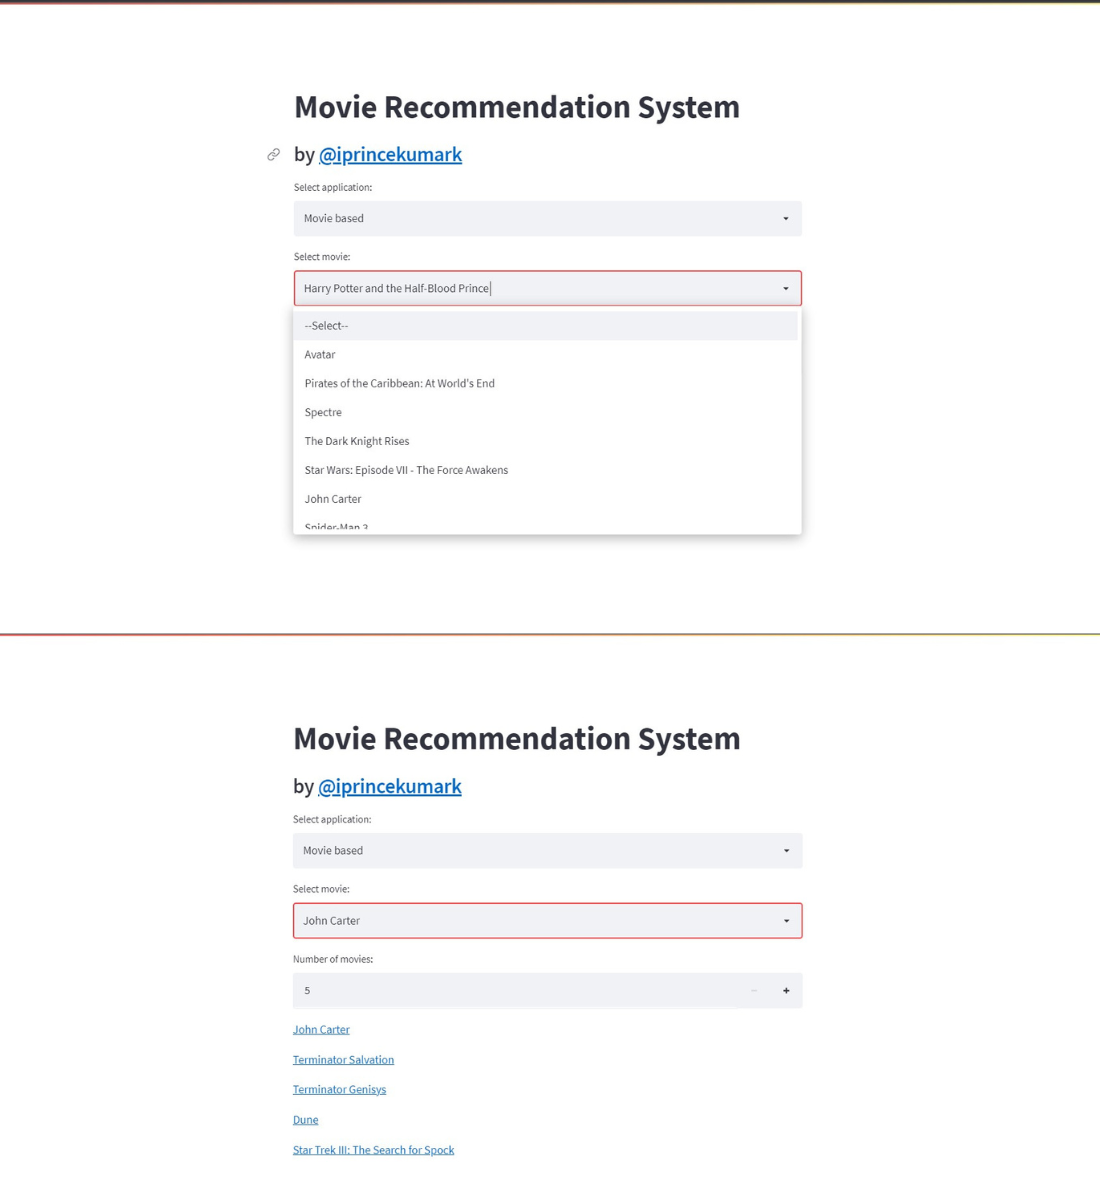 Movie Recommendation System
by @iprincekumark
Select application:
Movie based
Select movie:
Harry Potter and the Half-Blood Prince
--Select--
Avatar
Pirates of the Caribbean: At World's End
Spectre
The Dark Knight Rises
Star Wars: Episode VII - The Force Awakens
John Carter
Spider-Man 3
Movie Recommendation System
by @iprincekumark
Select application:
Movie based
Select movie:
John Carter
Number of movies:
5
John Carter
Terminator Salvation
Terminator Genisys
Dune
Star Trek III: The Search for Spock